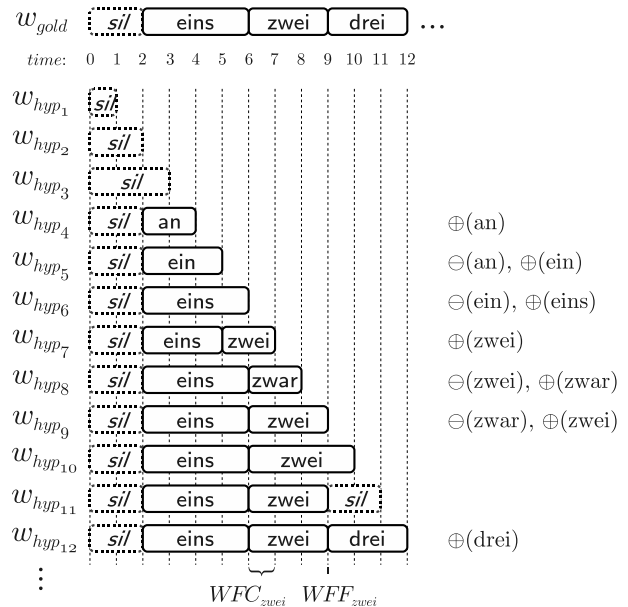 w_gold sil eins zwei drei ...
time: 0 1 2 3 4 5 6 7 8 9 10 11 12
w_hyp1 sil
w_hyp2 sil
w_hyp3 sil
w_hyp4 sil an ⊕(an)
w_hyp5 sil ein ⊖(an), ⊕(ein)
w_hyp6 sil eins ⊖(ein), ⊕(eins)
w_hyp7 sil eins zwei ⊕(zwei)
w_hyp8 sil eins zwar ⊖(zwei), ⊕(zwar)
w_hyp9 sil eins zwei ⊖(zwar), ⊕(zwei)
w_hyp10 sil eins zwei
w_hyp11 sil eins zwei sil
w_hyp12 sil eins zwei drei ⊕(drei)
⋮
WFC_zwei WFF_zwei